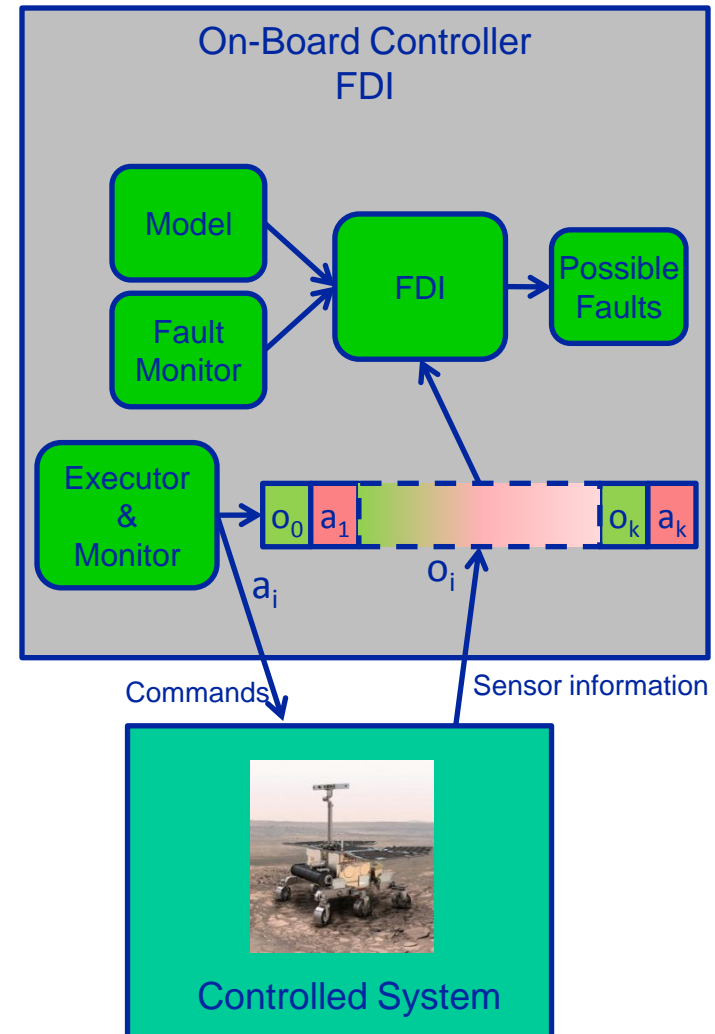 On-Board Controller
FDI
Model
FDI
Possible
Faults
Fault
Monitor
Executor
&
Monitor
o₀ a₁ oₖ aₖ
aᵢ
oᵢ
Commands
Sensor information
Controlled System